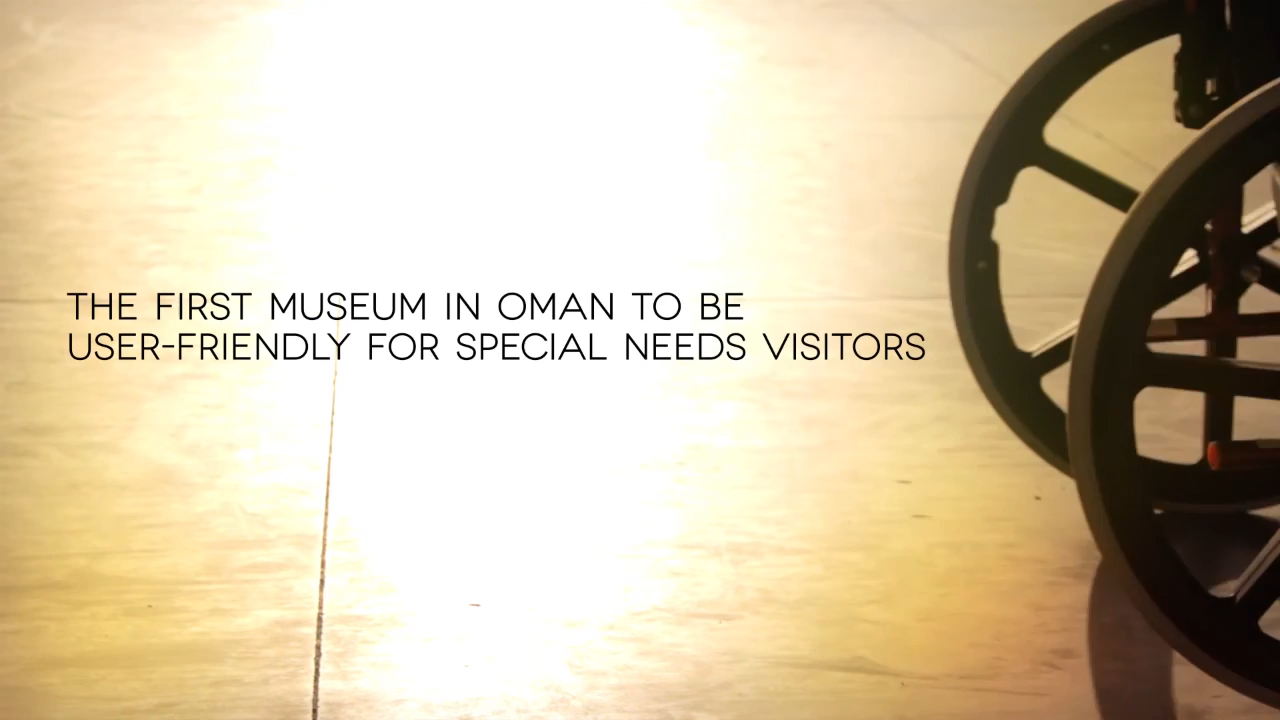 THE FIRST MUSEUM IN OMAN TO BE
USER-FRIENDLY FOR SPECIAL NEEDS VISITORS